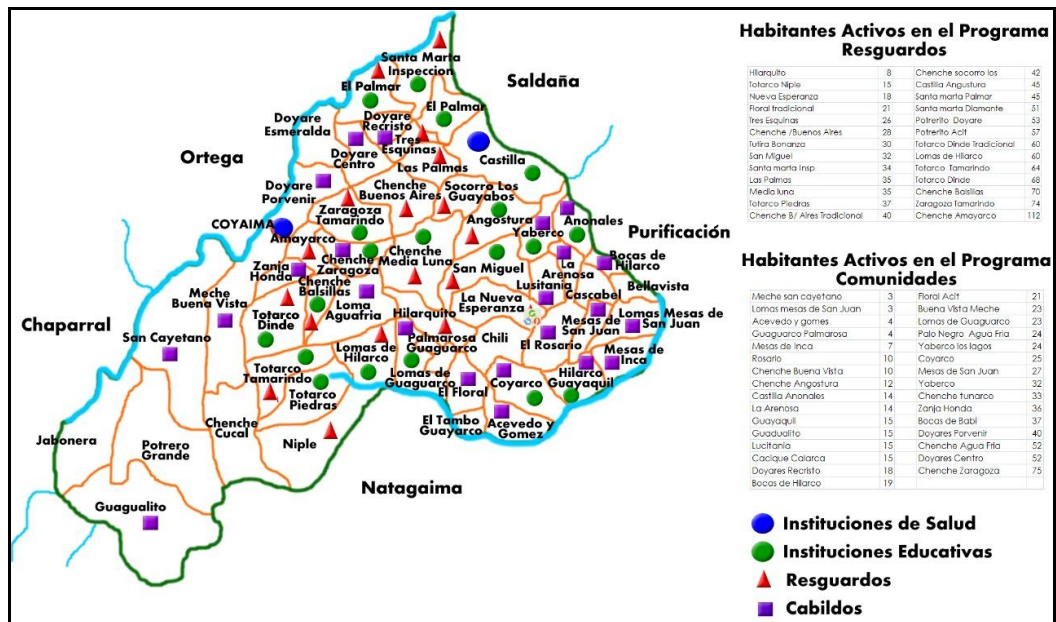 Santa Marta
Inspeccion
El Palmar
Saldaña
El Palmar
Doyare
Esmeralda
Doyare
Recristo
Tres
Esquinas
Doyare
Centro
Castilla
Ortega
Las Palmas
Doyare
Porvenir
Chenche
Buenos Aires
Socorro Los
Guayabos
Zaragoza
Tamarindo
Angostura
Anonales
COYAIMA
Yaberco
Purificación
Amayarco
Chenche
Zaragoza
Chenche
Media Luna
La
Arenosa
Bocas de
Hilarco
Zanja
Honda
San Miguel
Chenche
Balsillas
Lusitania
Bellavista
Meche
Buena Vista
Loma
Aguafria
La Nueva
Esperanza
Cascabel
Chaparral
Totarco
Dinde
Hilarquito
Mesas de
San Juan
Lomas Mesas de
San Juan
San Cayetano
Lomas de
Hilarco
Palmarosa
Guaguarco
Chili
El Rosario
Mesas de
Inca
Totarco
Tamarindo
Lomas de
Guaguarco
Coyarco
Hilarco
Guayaquil
Totarco
Piedras
El Floral
Chenche
Cucal
El Tambo
Guayarco
Acevedo y
Gomez
Jabonera
Potrero
Grande
Niple
Natagaima
Guagualito
Habitantes Activos en el Programa
Resguardos
Hilarquito 8 Chenche socorro los 42
Totarco Niple 15 Castilla Angustura 45
Nueva Esperanza 18 Santa marta Palmar 45
Floral tradicional 21 Santa marta Diamante 51
Tres Esquinas 26 Potrerito Doyare 53
Chenche /Buenos Aires 28 Potrerito Acit 57
Tutira Bonanza 30 Totarco Dinde Tradicional 60
San Miguel 32 Lomas de Hilarco 60
Santa marta Insp 34 Totarco Tamarindo 64
Las Palmas 35 Totarco Dinde 68
Media luna 35 Chenche Balsillas 70
Totarco Piedras 37 Zaragoza Tamarindo 74
Chenche B/ Aires Tradicional 40 Chenche Amayarco 112
Habitantes Activos en el Programa
Comunidades
Meche san cayetano 3 Floral Acit 21
Lomas mesas de San Juan 3 Buena Vista Meche 23
Acevedo y gomes 4 Lomas de Guaguarco 23
Guaguarco Palmarosa 4 Palo Negro Agua Fria 24
Mesas de Inca 7 Yaberco los lagos 24
Rosario 10 Coyarco 25
Chenche Buena Vista 10 Mesas de San Juan 27
Chenche Angostura 12 Yaberco 32
Castilla Anonales 14 Chenche tunarco 33
La Arenosa 14 Zanja Honda 36
Guayaquil 15 Bocas de Babi 37
Guadualito 15 Doyares Porvenir 40
Lucitania 15 Chenche Agua Fria 52
Cacique Calarca 15 Doyares Centro 52
Doyares Recristo 18 Chenche Zaragoza 75
Bocas de Hilarco 19
Instituciones de Salud
Instituciones Educativas
Resguardos
Cabildos